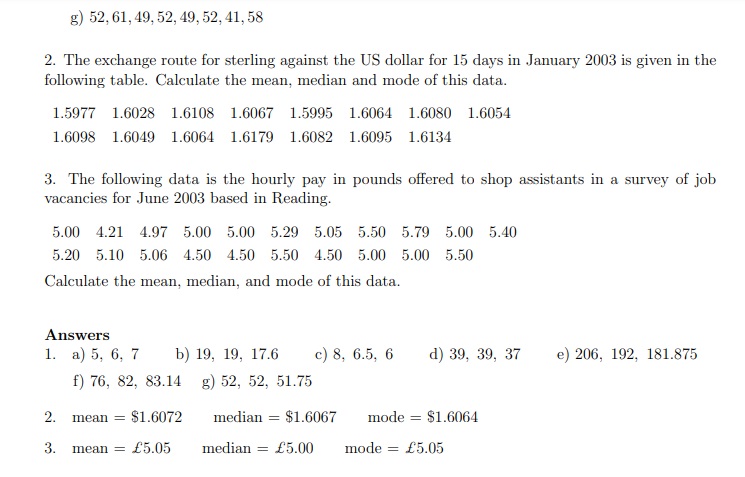 g) 52, 61, 49, 52, 49, 52, 41, 58
2. The exchange route for sterling against the US dollar for 15 days in January 2003 is given in the
following table. Calculate the mean, median and mode of this data.
1.5977 1.6028 1.6108 1.6067 1.5995 1.6064 1.6080 1.6054
1.6098 1.6049 1.6064 1.6179 1.6082 1.6095 1.6134
3. The following data is the hourly pay in pounds offered to shop assistants in a survey of job
vacancies for June 2003 based in Reading.
5.00 4.21 4.97 5.00 5.00 5.29 5.05 5.50 5.79 5.00 5.40
5.20 5.10 5.06 4.50 4.50 5.50 4.50 5.00 5.00 5.50
Calculate the mean, median, and mode of this data.
Answers
1. a) 5, 6, 7 b) 19, 19, 17.6 c) 8, 6.5, 6 d) 39, 39, 37 e) 206, 192, 181.875
f) 76, 82, 83.14 g) 52, 52, 51.75
2. mean = $1.6072 median = $1.6067 mode = $1.6064
3. mean = £5.05 median = £5.00 mode = £5.05